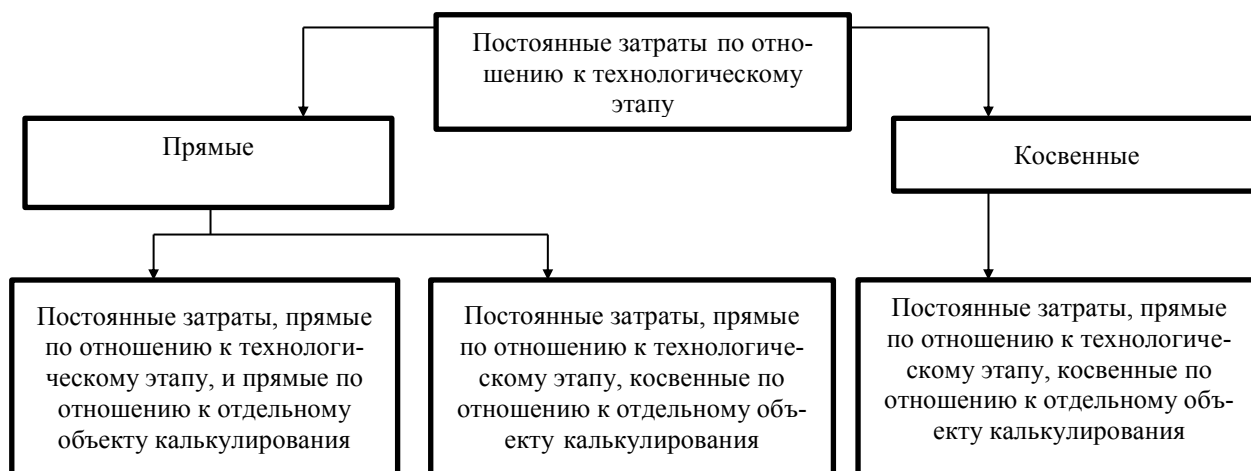 Постоянные затраты по отно-
шению к технологическому
этапу
Прямые
Косвенные
Постоянные затраты, прямые
по отношению к технологи-
ческому этапу, и прямые по
отношению к отдельному
объекту калькулирования
Постоянные затраты, прямые
по отношению к технологиче-
скому этапу, косвенные по
отношению к отдельному объ-
екту калькулирования
Постоянные затраты, прямые
по отношению к технологиче-
скому этапу, косвенные по
отношению к отдельному объ-
екту калькулирования